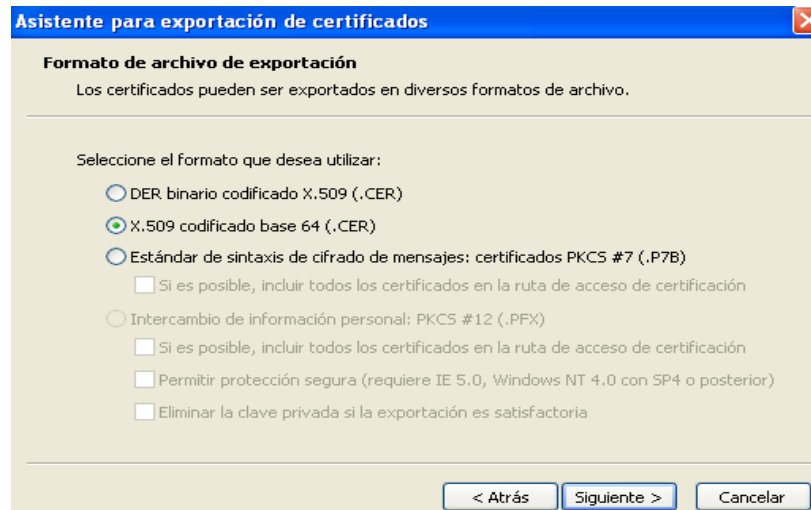 Asistente para exportación de certificados
Formato de archivo de exportación
Los certificados pueden ser exportados en diversos formatos de archivo.
Seleccione el formato que desea utilizar:
DER binario codificado X.509 (.CER)
X.509 codificado base 64 (.CER)
Estándar de sintaxis de cifrado de mensajes: certificados PKCS #7 (.P7B)
Si es posible, incluir todos los certificados en la ruta de acceso de certificación
Intercambio de información personal: PKCS #12 (.PFX)
Si es posible, incluir todos los certificados en la ruta de acceso de certificación
Permitir protección segura (requiere IE 5.0, Windows NT 4.0 con SP4 o posterior)
Eliminar la clave privada si la exportación es satisfactoria
< Atrás Siguiente > Cancelar